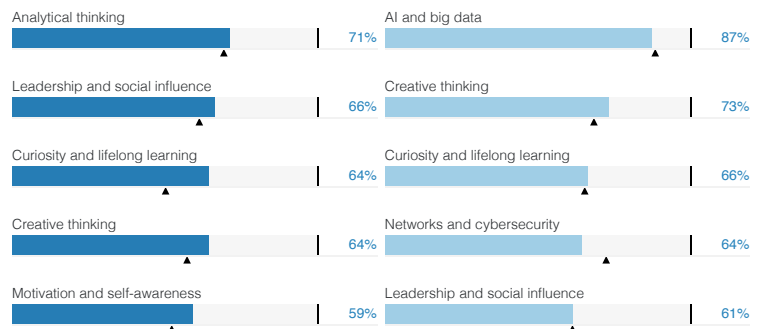 Analytical thinking
71%
Leadership and social influence
66%
Curiosity and lifelong learning
64%
Creative thinking
64%
Motivation and self-awareness
59%
AI and big data
87%
Creative thinking
73%
Curiosity and lifelong learning
66%
Networks and cybersecurity
64%
Leadership and social influence
61%